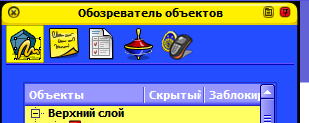 Обозреватель объектов
Объекты Скрытый Заблоки
Верхний слой